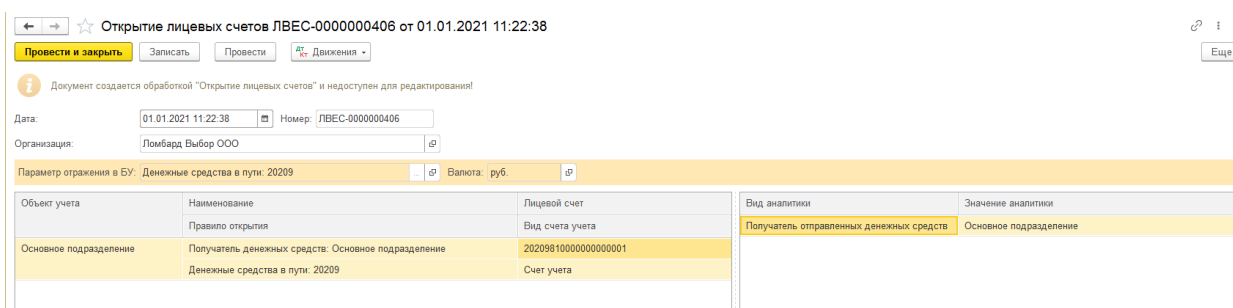 Открытие лицевых счетов ЛВЕС-0000000406 от 01.01.2021 11:22:38
Провести и закрыть Записать Провести Дт Кт Движения Еще
Документ создается обработкой "Открытие лицевых счетов" и недоступен для редактирования!
Дата: 01.01.2021 11:22:38 Номер: ЛВЕС-0000000406
Организация: Ломбард Выбор ООО
Параметр отражения в БУ: Денежные средства в пути: 20209 ... Валюта: руб.
Объект учета Наименование Лицевой счет Вид аналитики Значение аналитики
Правило открытия Вид счета учета
Получатель отправленных денежных средств Основное подразделение
Основное подразделение Получатель денежных средств: Основное подразделение 20209810000000000001
Денежные средства в пути: 20209 Счет учета